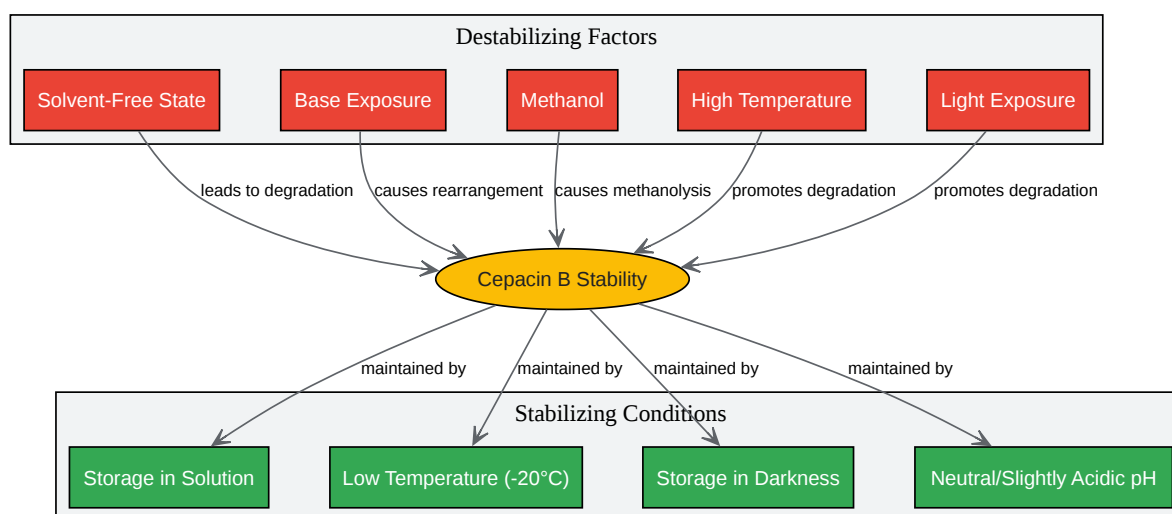 Destabilizing Factors
Solvent-Free State
Base Exposure
Methanol
High Temperature
Light Exposure
leads to degradation
causes rearrangement
causes methanolysis
promotes degradation
promotes degradation
Cepacin B Stability
maintained by
maintained by
maintained by
maintained by
Stabilizing Conditions
Storage in Solution
Low Temperature (-20°C)
Storage in Darkness
Neutral/Slightly Acidic pH